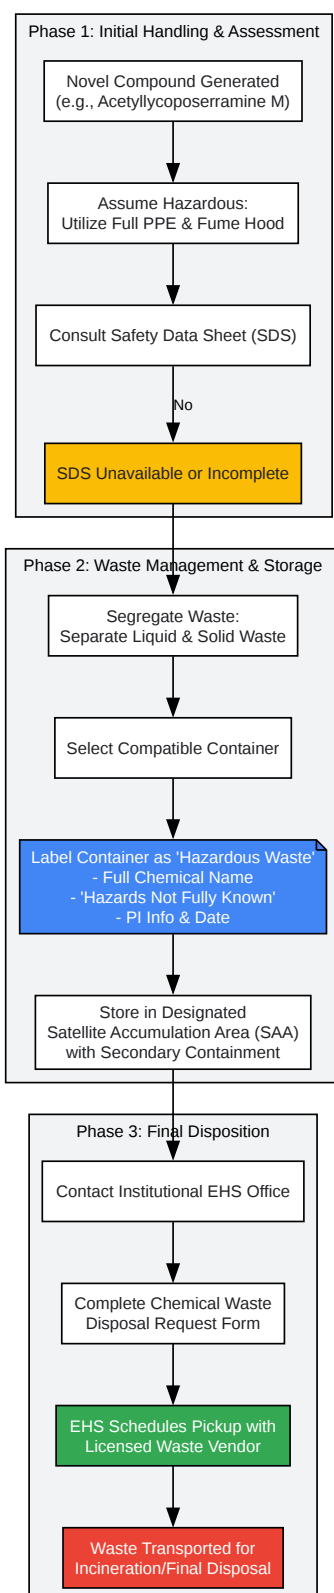 Phase 1: Initial Handling & Assessment
Novel Compound Generated
(e.g., Acetyllycoposerramine M)
Assume Hazardous:
Utilize Full PPE & Fume Hood
Consult Safety Data Sheet (SDS)
No
SDS Unavailable or Incomplete
Phase 2: Waste Management & Storage
Segregate Waste:
Separate Liquid & Solid Waste
Select Compatible Container
Label Container as 'Hazardous Waste'
- Full Chemical Name
- 'Hazards Not Fully Known'
- PI Info & Date
Store in Designated
Satellite Accumulation Area (SAA)
with Secondary Containment
Phase 3: Final Disposition
Contact Institutional EHS Office
Complete Chemical Waste
Disposal Request Form
EHS Schedules Pickup with
Licensed Waste Vendor
Waste Transported for
Incineration/Final Disposal